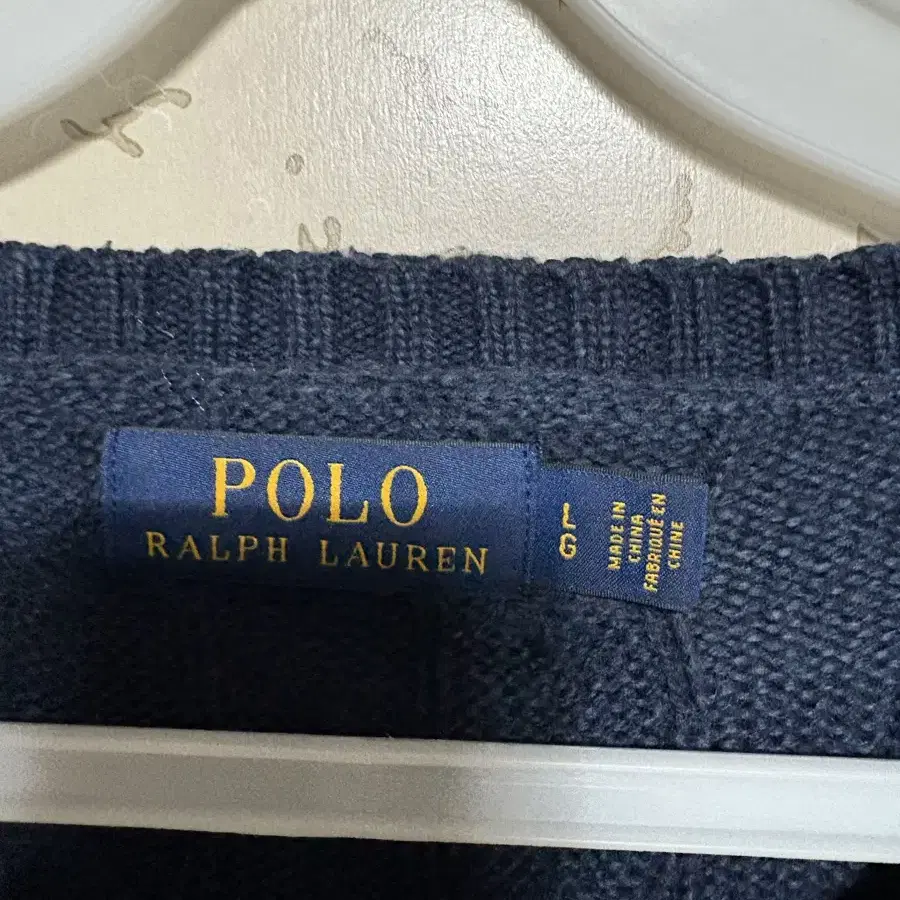 POLO
RALPH LAUREN
L
G
MADE IN
CHINA
FABRIQUÉ EN
CHINE